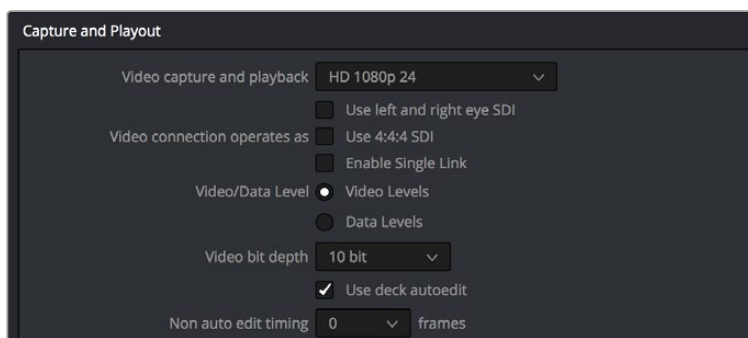 Capture and Playout
Video capture and playback HD 1080p 24
Use left and right eye SDI
Video connection operates as Use 4:4:4 SDI
Enable Single Link
Video/Data Level Video Levels
Data Levels
Video bit depth 10 bit
Use deck autoedit
Non auto edit timing 0 frames